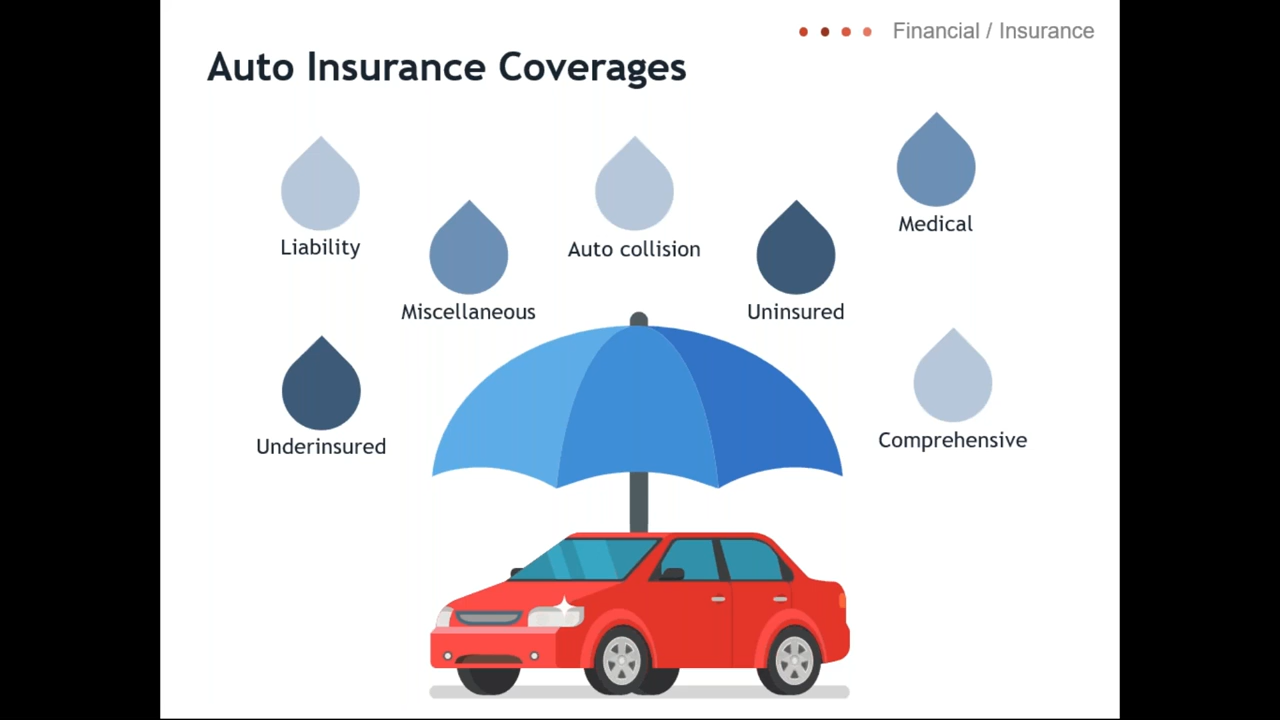 Financial / Insurance
Auto Insurance Coverages
Liability
Miscellaneous
Auto collision
Uninsured
Medical
Underinsured
Comprehensive